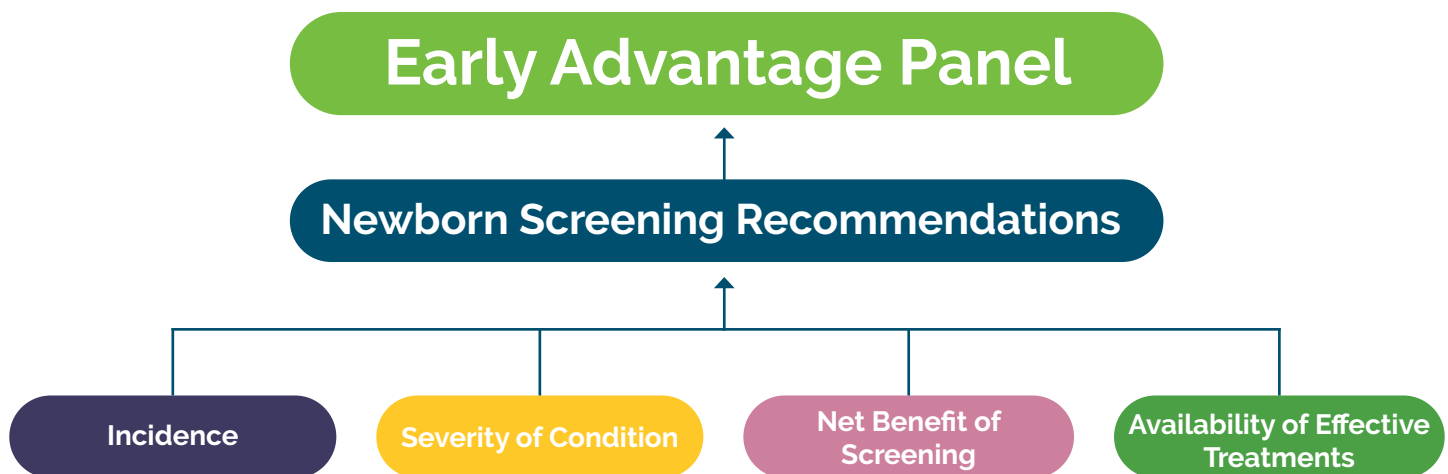 Early Advantage Panel
Newborn Screening Recommendations
Incidence
Severity of Condition
Net Benefit of
Screening
Availability of Effective
Treatments